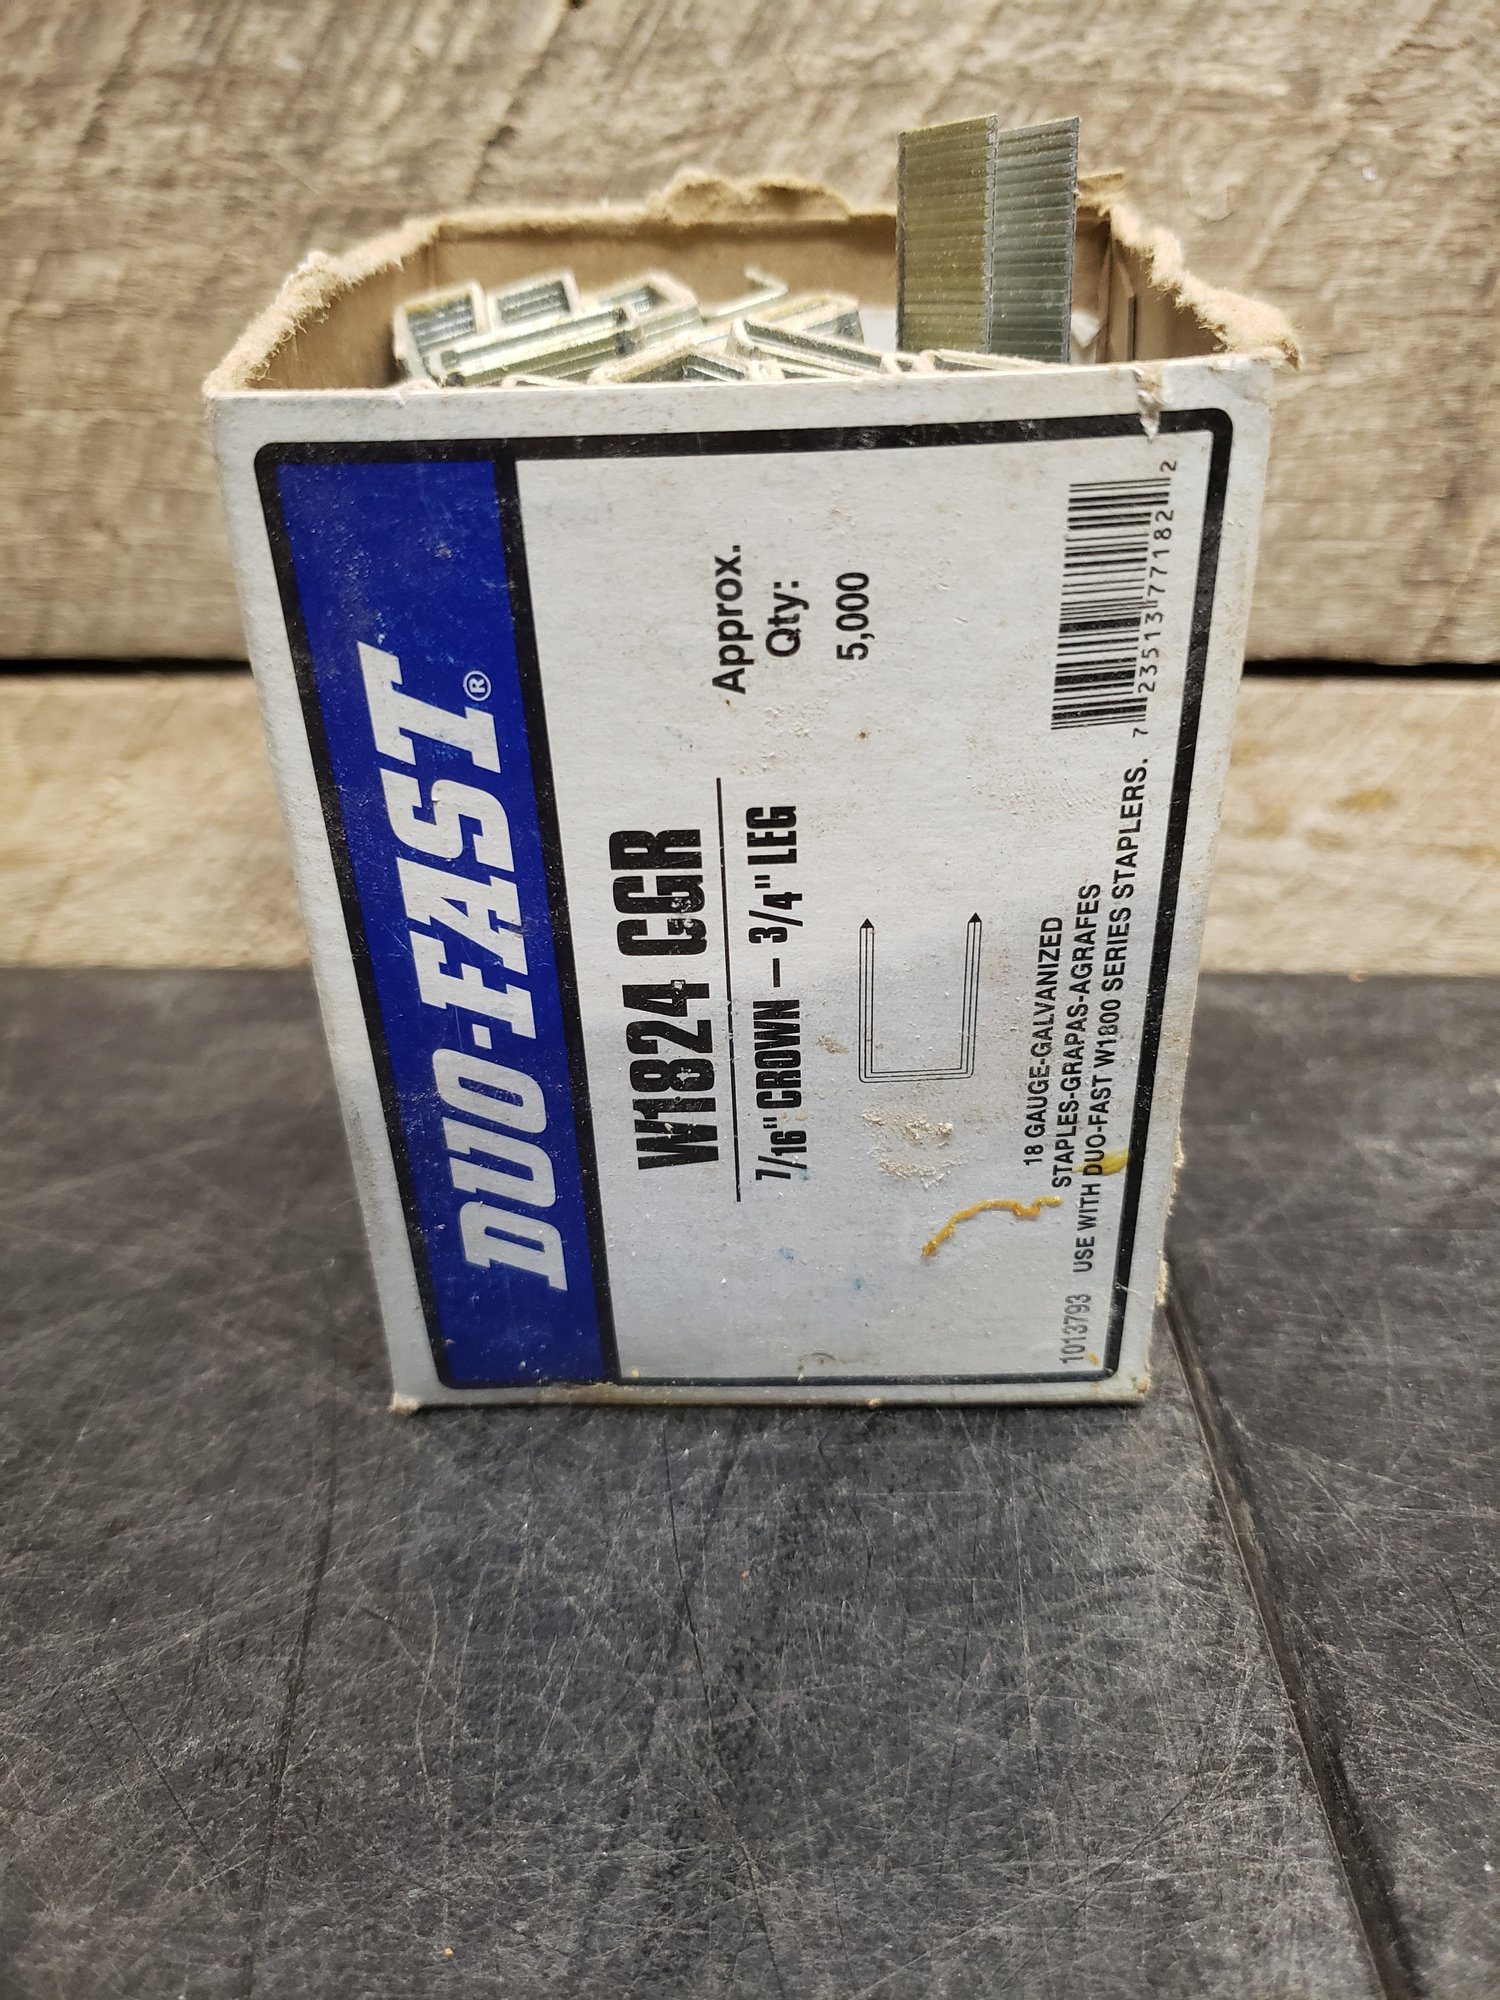 DUO-FAST®
W1824 CGR
7/16" CROWN — 3/4" LEG
Approx.
Qty:
5,000
18 GAUGE-GALVANIZED
STAPLES-GRAPAS-AGRAFES
1013793 USE WITH DUO-FAST W1800 SERIES STAPLERS.
7 23513 77182 2